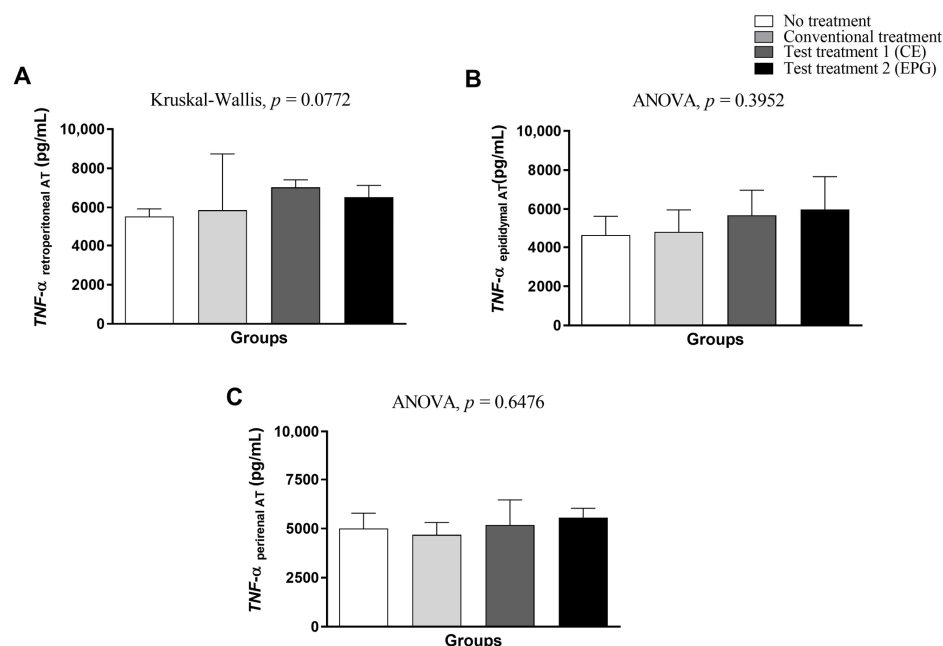 No treatment
Conventional treatment
Test treatment 1 (CE)
Test treatment 2 (EPG)
A
Kruskal-Wallis, p = 0.0772
TNF-α retroperitoneal AT (pg/mL)
10,000
8000
6000
4000
2000
0
Groups
B
ANOVA, p = 0.3952
TNF-α epididymal AT(pg/mL)
10,000
8000
6000
4000
2000
0
Groups
C
ANOVA, p = 0.6476
TNF-α perirenal AT (pg/mL)
10,000
7500
5000
2500
0
Groups